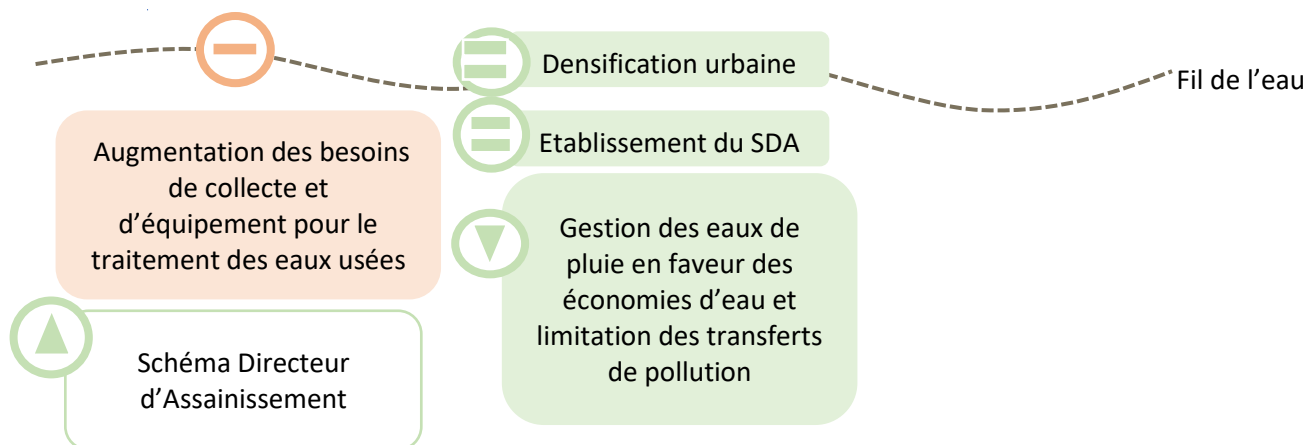 Densification urbaine
Fil de l'eau
Etablissement du SDA
Augmentation des besoins
de collecte et
d'équipement pour le
traitement des eaux usées
Gestion des eaux de
pluie en faveur des
économies d'eau et
limitation des transferts
de pollution
Schéma Directeur
d'Assainissement